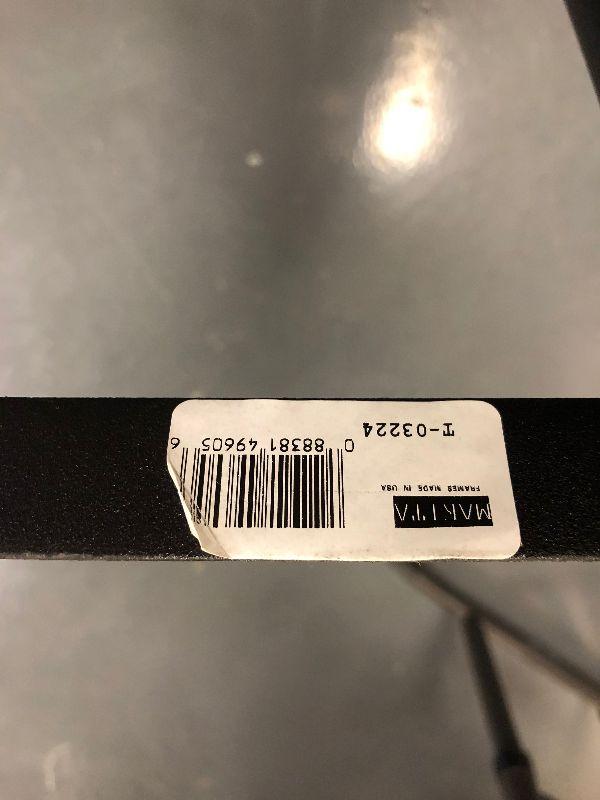 MAKITA
FRAMES MADE IN USA
T-03224
0 88381 49605 6